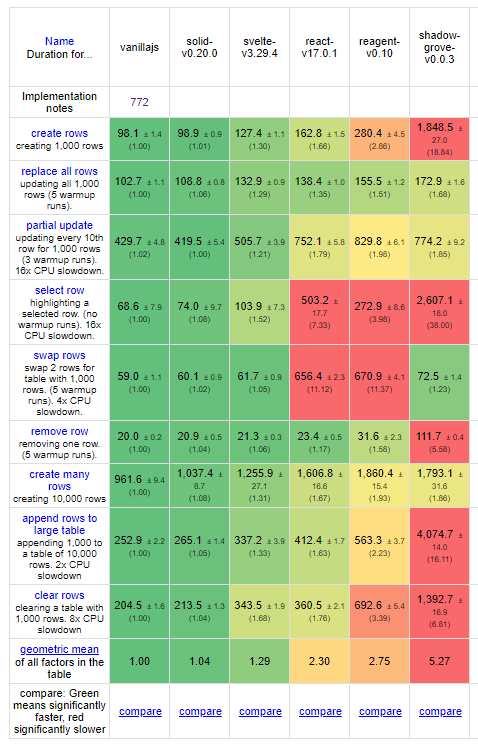 Name
Duration for...
vanillajs
solid-
v0.20.0
svelte-
v3.29.4
react-
v17.0.1
reagent-
v0.10
shadow-
grove-
v0.0.3
Implementation
notes
772
create rows
creating 1,000 rows
98.1 ± 1.4
(1.00)
98.9 ± 0.9
(1.01)
127.4 ± 1.1
(1.30)
162.8 ± 1.5
(1.66)
280.4 ± 4.5
(2.86)
1,848.5 ±
27.0
(18.84)
replace all rows
updating all 1,000
rows (5 warmup
runs).
102.7 ± 1.1
(1.00)
108.8 ± 0.8
(1.06)
132.9 ± 0.9
(1.29)
138.4 ± 1.0
(1.35)
155.5 ± 1.2
(1.51)
172.9 ± 1.6
(1.68)
partial update
updating every 10th
row for 1,000 rows
(3 warmup runs).
16x CPU slowdown.
429.7 ± 4.8
(1.02)
419.5 ± 5.4
(1.00)
505.7 ± 3.9
(1.21)
752.1 ± 5.8
(1.79)
829.8 ± 6.1
(1.98)
774.2 ± 9.2
(1.85)
select row
highlighting a
selected row. (no
warmup runs). 16x
CPU slowdown.
68.6 ± 7.9
(1.00)
74.0 ± 9.7
(1.08)
103.9 ± 7.3
(1.52)
503.2 ±
17.7
(7.33)
272.9 ± 8.6
(3.98)
2,607.1 ±
18.0
(38.00)
swap rows
swap 2 rows for
table with 1,000
rows. (5 warmup
runs). 4x CPU
slowdown.
59.0 ± 1.1
(1.00)
60.1 ± 0.9
(1.02)
61.7 ± 0.9
(1.05)
656.4 ± 2.3
(11.12)
670.9 ± 4.1
(11.37)
72.5 ± 1.4
(1.23)
remove row
removing one row.
(5 warmup runs).
20.0 ± 0.2
(1.00)
20.9 ± 0.5
(1.04)
21.3 ± 0.3
(1.06)
23.4 ± 0.5
(1.17)
31.6 ± 2.3
(1.58)
111.7 ± 0.4
(5.58)
create many
rows
creating 10,000 rows
961.6 ± 9.4
(1.00)
1,037.4 ±
8.7
(1.08)
1,255.9 ±
27.1
(1.31)
1,606.8 ±
16.6
(1.67)
1,860.4 ±
15.4
(1.93)
1,793.1 ±
31.6
(1.86)
append rows to
large table
appending 1,000 to
a table of 10,000
rows. 2x CPU
slowdown
252.9 ± 2.2
(1.00)
265.1 ± 1.4
(1.05)
337.2 ± 3.9
(1.33)
412.4 ± 1.7
(1.63)
563.3 ± 3.7
(2.23)
4,074.7 ±
14.0
(16.11)
clear rows
clearing a table with
1,000 rows. 8x CPU
slowdown
204.5 ± 1.6
(1.00)
213.5 ± 1.3
(1.04)
343.5 ± 1.9
(1.68)
360.5 ± 2.1
(1.76)
692.6 ± 5.4
(3.39)
1,392.7 ±
16.9
(6.81)
geometric mean
of all factors in the
table
1.00
1.04
1.29
2.30
2.75
5.27
compare: Green
means significantly
faster, red
significantly slower
compare
compare
compare
compare
compare
compare